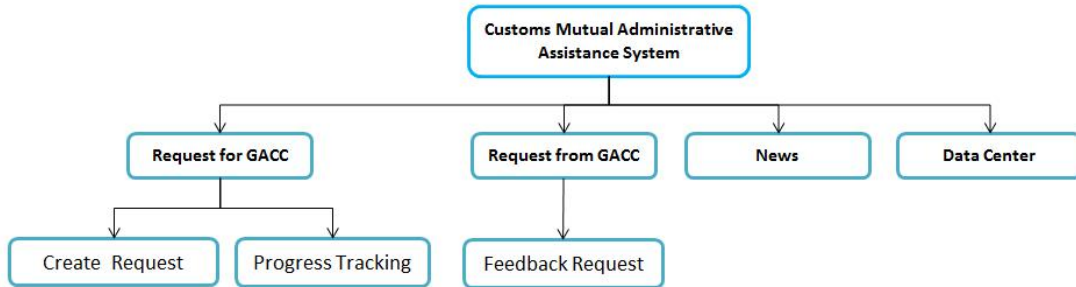 Customs Mutual Administrative
Assistance System
Request for GACC
Request from GACC
News
Data Center
Create Request
Progress Tracking
Feedback Request